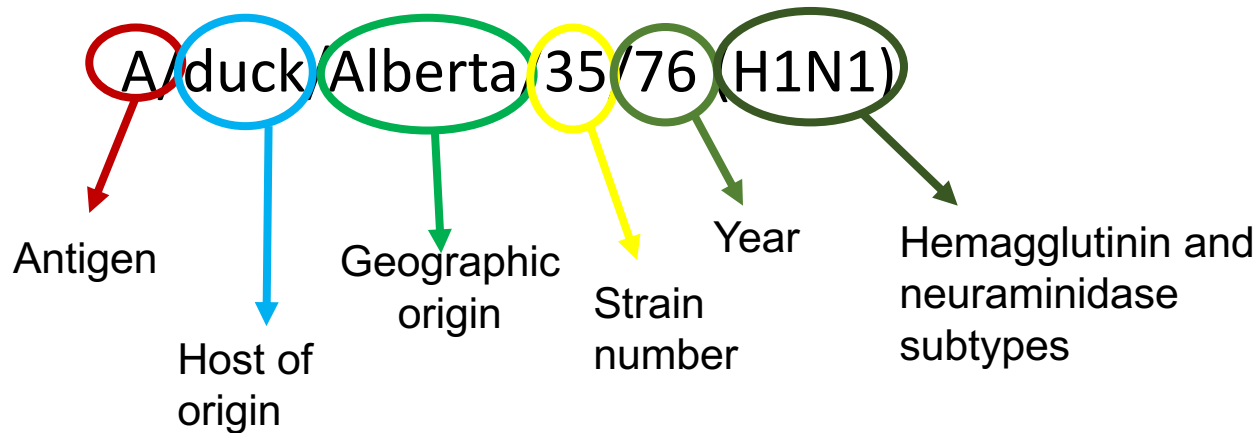 A/duck/Alberta/35/76 (H1N1)
Antigen
Host of
origin
Geographic
origin
Strain
number
Year
Hemagglutinin and
neuraminidase
subtypes